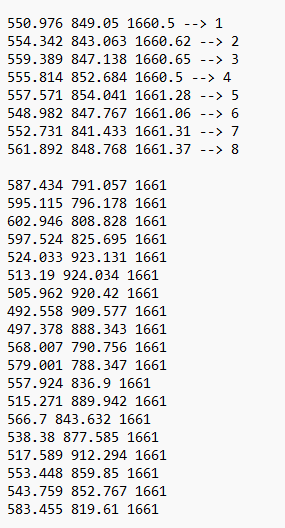 550.976 849.05 1660.5 --> 1
554.342 843.063 1660.62 --> 2
559.389 847.138 1660.65 --> 3
555.814 852.684 1660.5 --> 4
557.571 854.041 1661.28 --> 5
548.982 847.767 1661.06 --> 6
552.731 841.433 1661.31 --> 7
561.892 848.768 1661.37 --> 8

587.434 791.057 1661
595.115 796.178 1661
602.946 808.828 1661
597.524 825.695 1661
524.033 923.131 1661
513.19 924.034 1661
505.962 920.42 1661
492.558 909.577 1661
497.378 888.343 1661
568.007 790.756 1661
579.001 788.347 1661
557.924 836.9 1661
515.271 889.942 1661
566.7 843.632 1661
538.38 877.585 1661
517.589 912.294 1661
553.448 859.85 1661
543.759 852.767 1661
583.455 819.61 1661